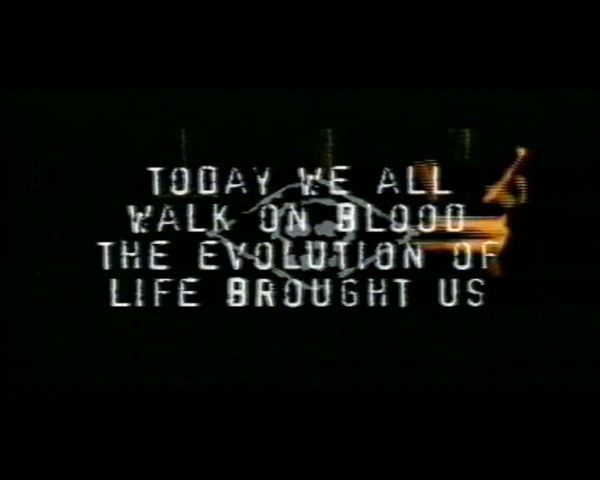 TODAY WE ALL
WALK ON BLOOD
THE EVOLUTION OF
LIFE BROUGHT US